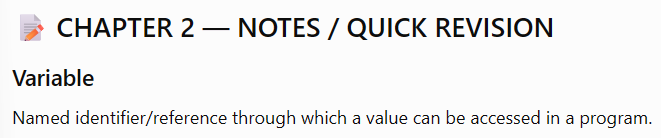 📝 CHAPTER 2 — NOTES / QUICK REVISION
Variable
Named identifier/reference through which a value can be accessed in a program.